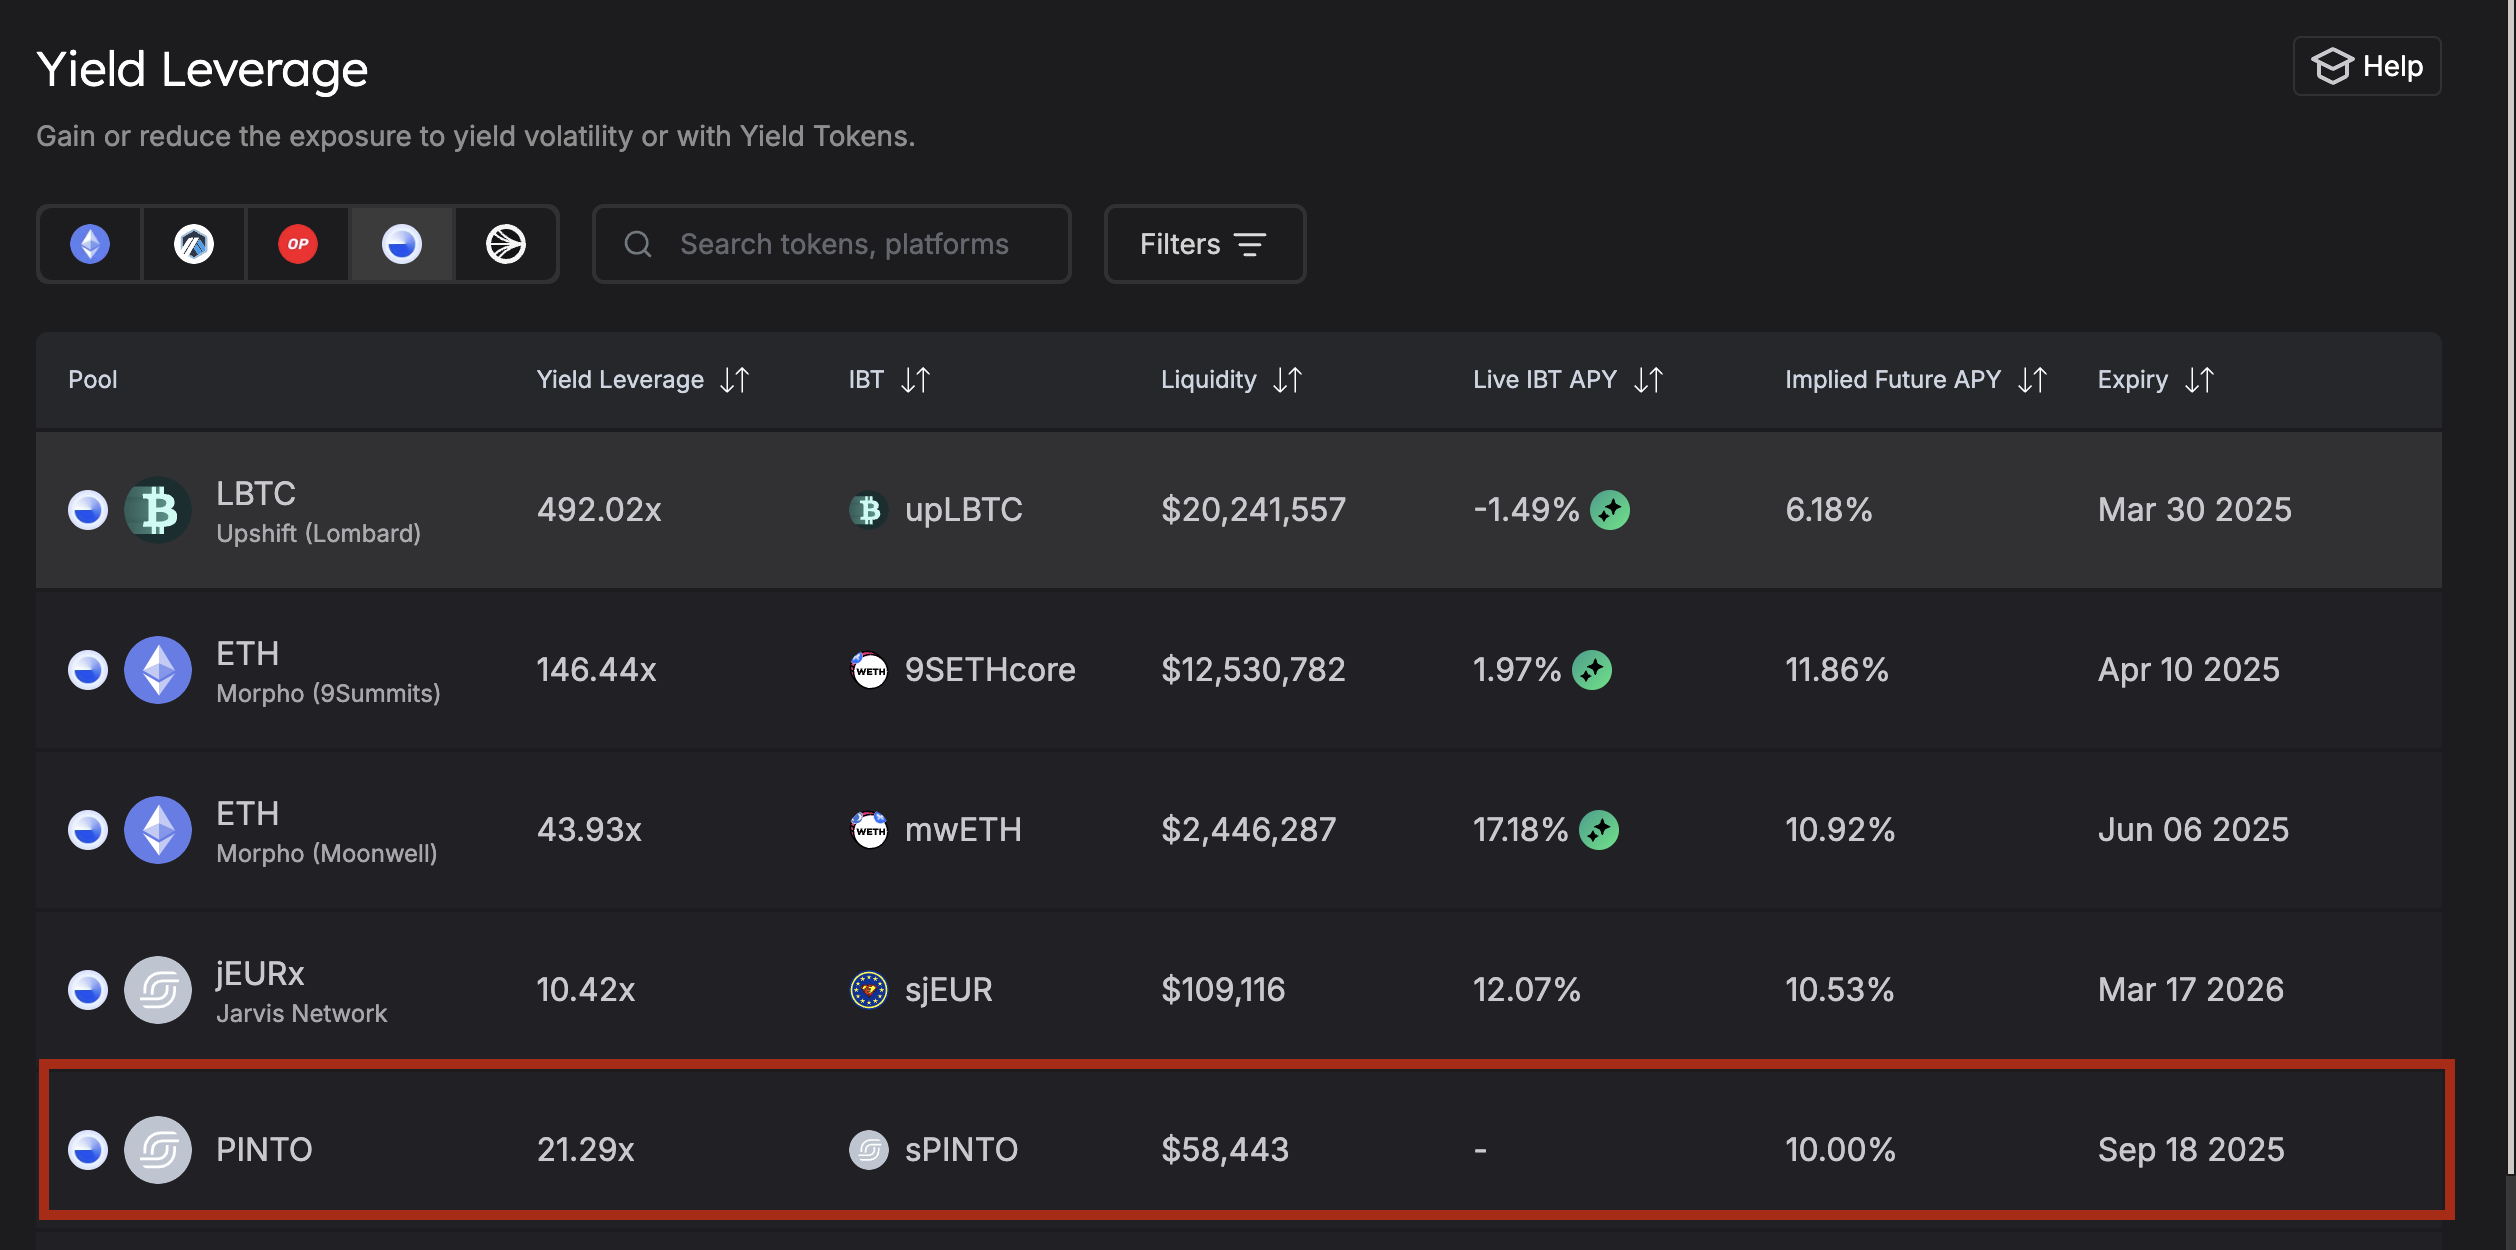 Yield Leverage
Help
Gain or reduce the exposure to yield volatility or with Yield Tokens.
OP
Search tokens, platforms
Filters
Pool Yield Leverage IBT Liquidity Live IBT APY Implied Future APY Expiry
LBTC
Upshift (Lombard)
492.02x upLBTC $20,241,557 -1.49% 6.18% Mar 30 2025
ETH
Morpho (9Summits)
146.44x WETH 9SETHcore $12,530,782 1.97% 11.86% Apr 10 2025
ETH
Morpho (Moonwell)
43.93x WETH mwETH $2,446,287 17.18% 10.92% Jun 06 2025
jEURx
Jarvis Network
10.42x sjEUR $109,116 12.07% 10.53% Mar 17 2026
PINTO 21.29x sPINTO $58,443 - 10.00% Sep 18 2025